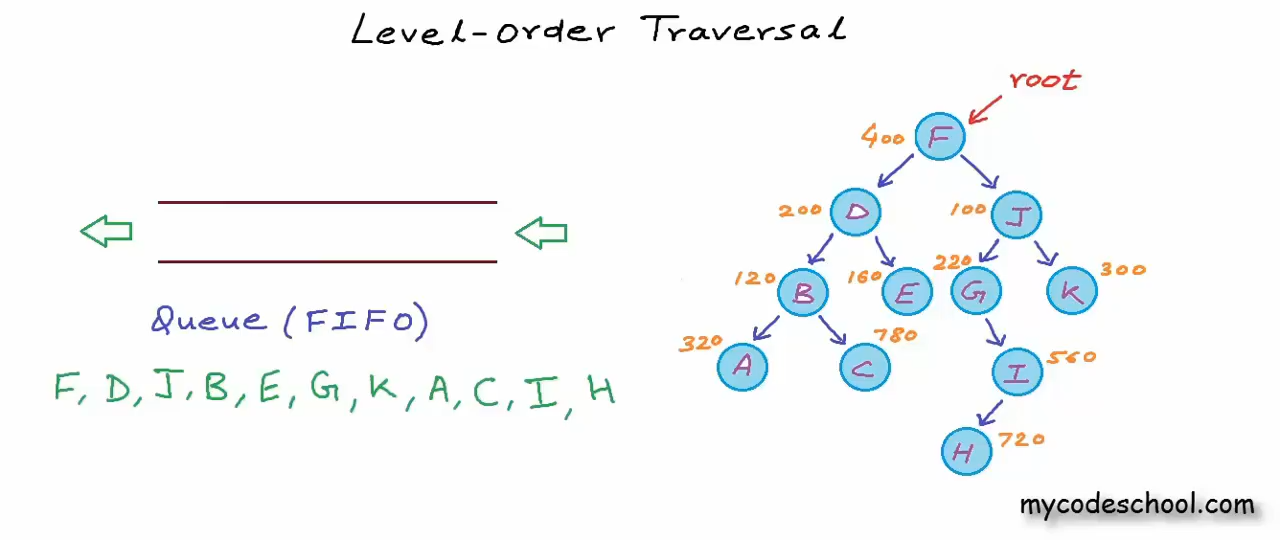 Level-order Traversal
root
400 F
200 D
100 J
120 B
160 E
220 G
300 K
Queue (FIFO)
320 A
780 C
560 I
F, D, J, B, E, G, K, A, C, I, H
720 H
mycodeschool.com